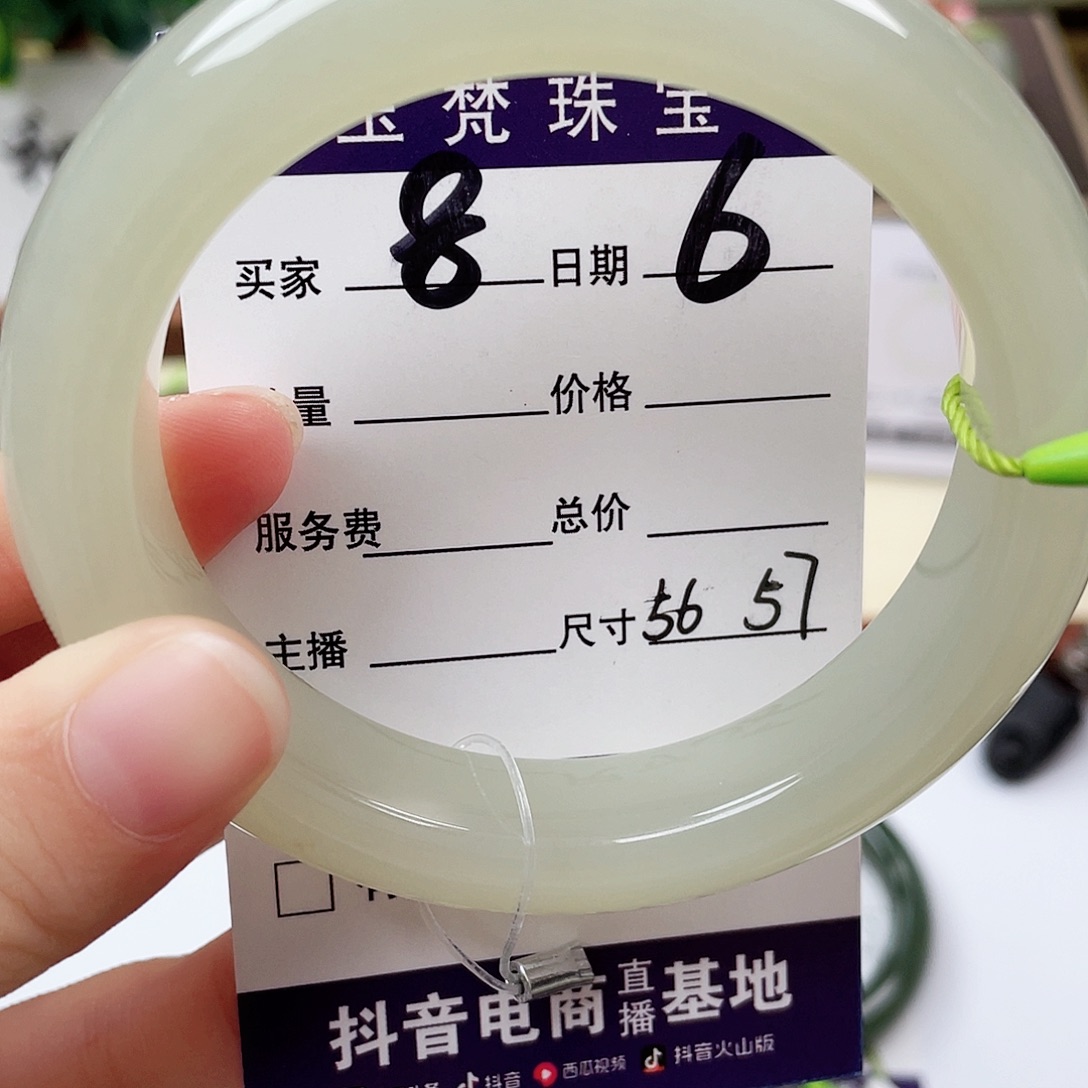 玉梵珠宝
买家 8 日期 6
量 价格
服务费 总价
主播 尺寸 56 57
抖音电商直播基地
抖音 西瓜视频 抖音火山版